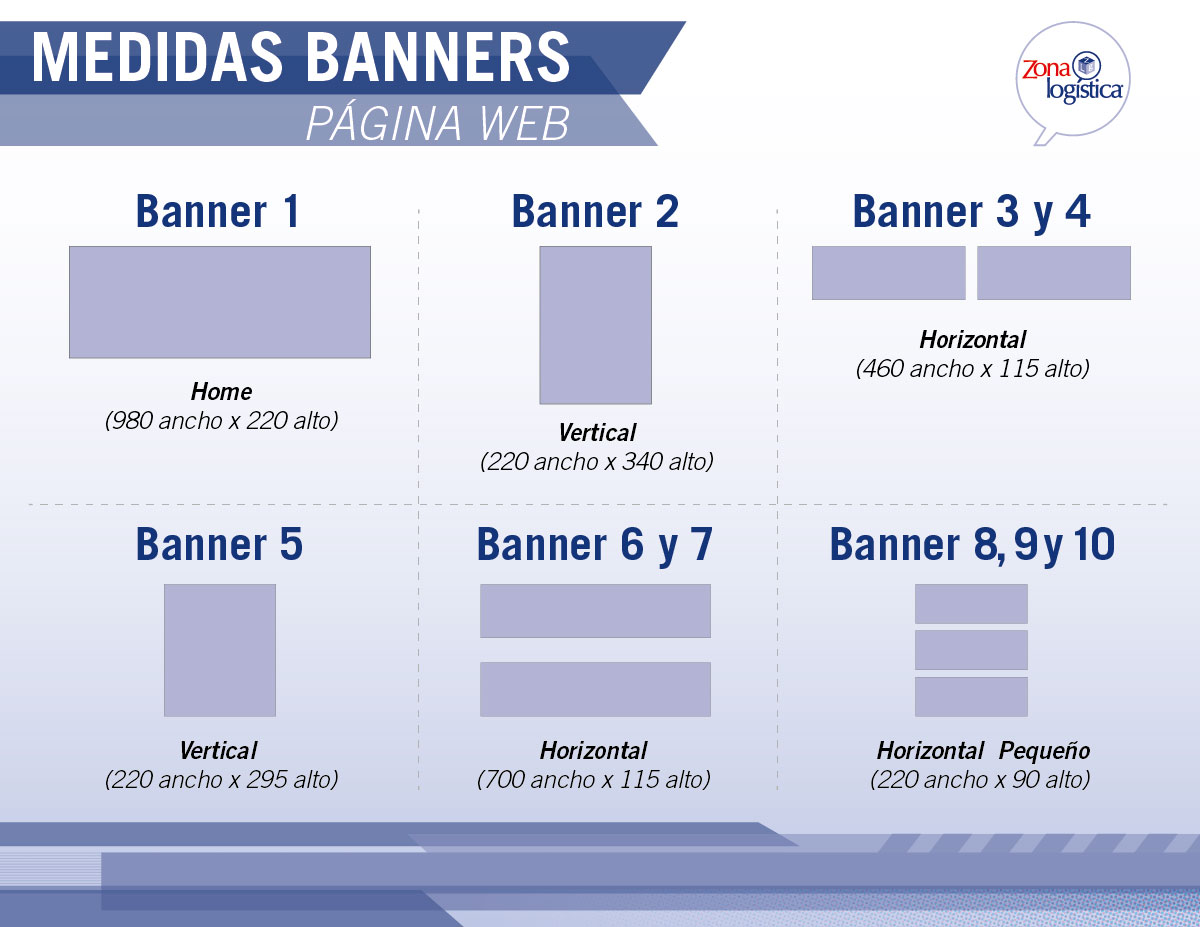 MEDIDAS BANNERS
PÁGINA WEB
Zona
logística
Banner 1
Home
(980 ancho x 220 alto)
Banner 2
Vertical
(220 ancho x 340 alto)
Banner 3 y 4
Horizontal
(460 ancho x 115 alto)
Banner 5
Vertical
(220 ancho x 295 alto)
Banner 6 y 7
Horizontal
(700 ancho x 115 alto)
Banner 8, 9 y 10
Horizontal Pequeño
(220 ancho x 90 alto)